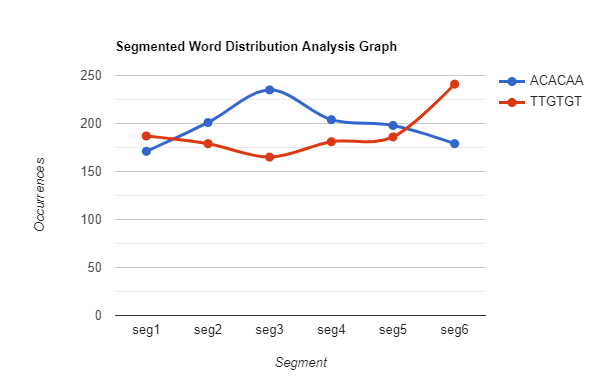 Segmented Word Distribution Analysis Graph
ACACAA
TTGTGT
250
200
150
100
50
0
Occurrences
seg1 seg2 seg3 seg4 seg5 seg6
Segment